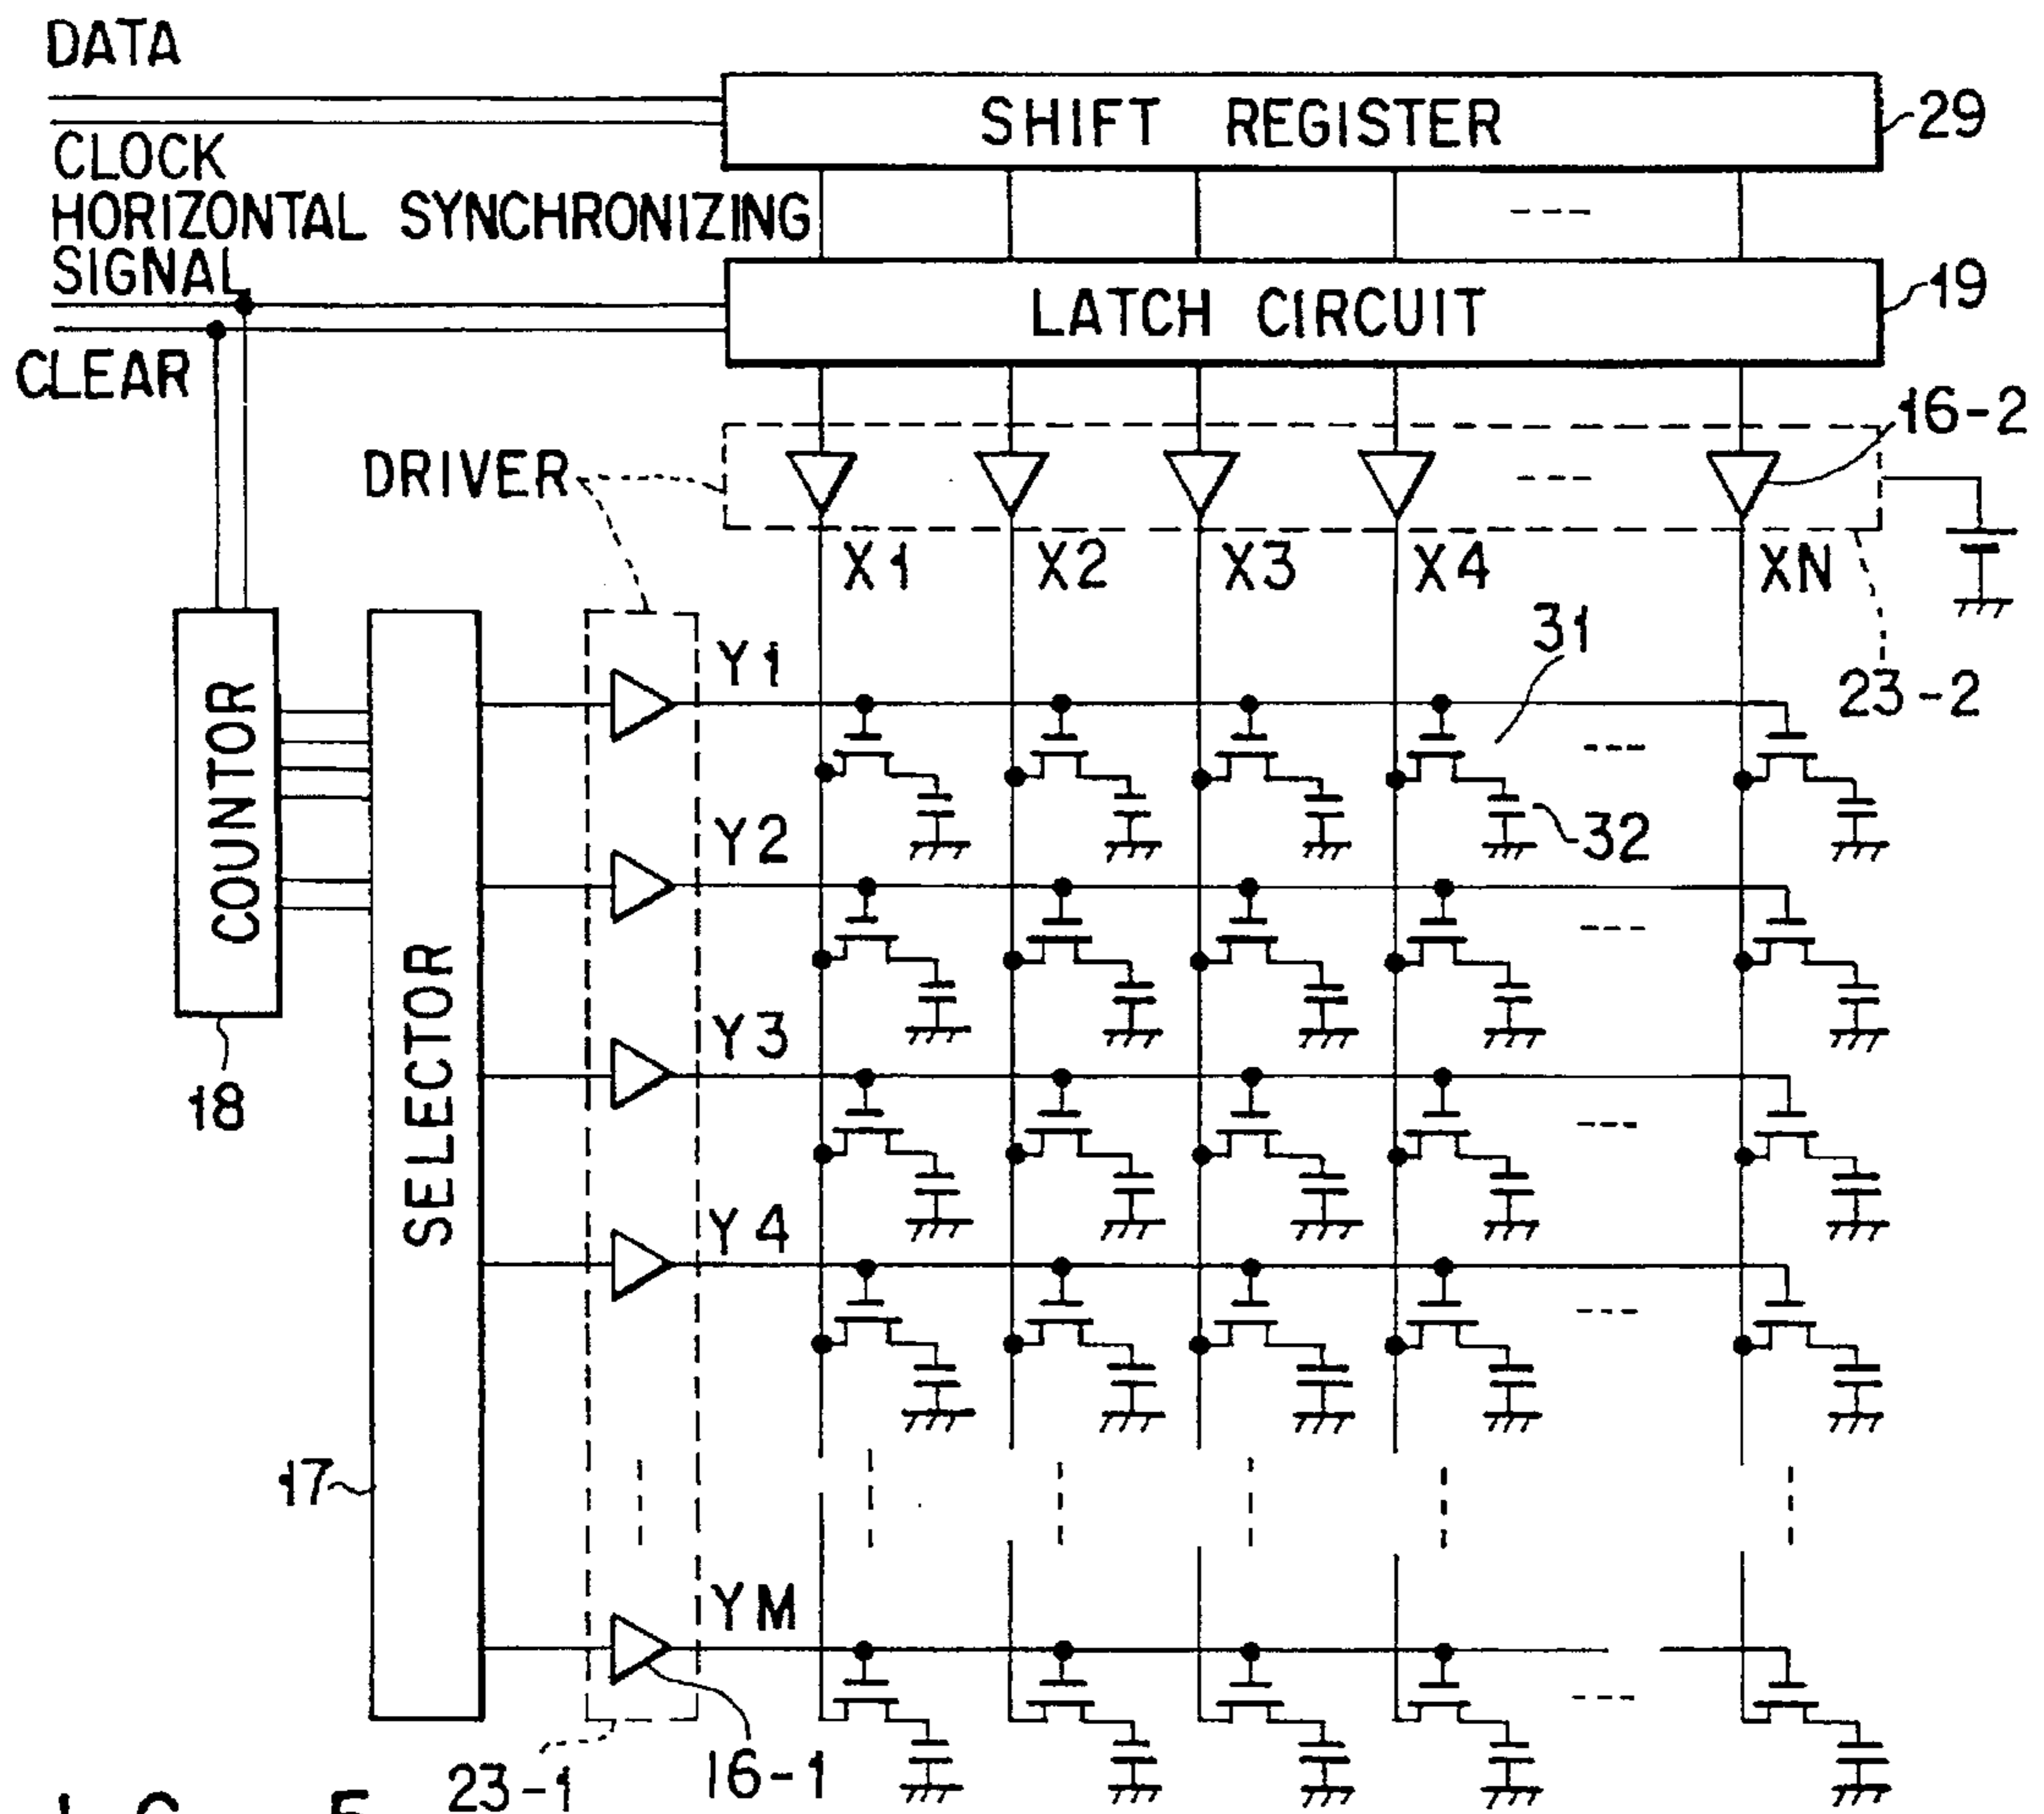 DATA
SHIFT REGISTER
29
CLOCK
HORIZONTAL SYNCHRONIZING
SIGNAL
LATCH CIRCUIT
19
CLEAR
16-2
DRIVER
X1 X2 X3 X4 XN
31
Y1
23-2
COUNTOR
Y2
32
SELECTOR
Y3
18
Y4
17
YM
23-1
16-1